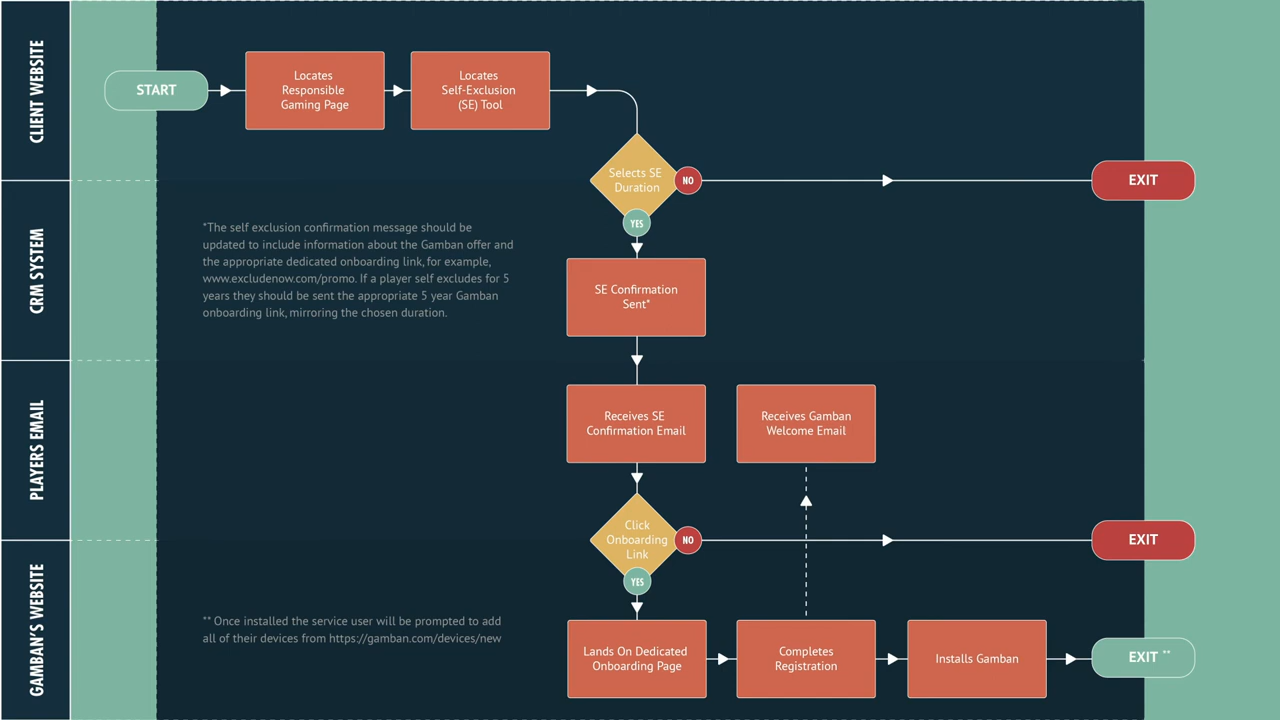 CLIENT WEBSITE
START
Locates
Responsible
Gaming Page
Locates
Self-Exclusion
(SE) Tool
Selects SE
Duration
NO
EXIT
YES
CRM SYSTEM
*The self exclusion confirmation message should be
updated to include information about the Gamban offer and
the appropriate dedicated onboarding link, for example,
www.excludenow.com/promo. If a player self excludes for 5
years they should be sent the appropriate 5 year Gamban
onboarding link, mirroring the chosen duration.
SE Confirmation
Sent*
PLAYERS EMAIL
Receives SE
Confirmation Email
Receives Gamban
Welcome Email
Click
Onboarding
Link
NO
EXIT
YES
GAMBAN'S WEBSITE
** Once installed the service user will be prompted to add
all of their devices from https://gamban.com/devices/new
Lands On Dedicated
Onboarding Page
Completes
Registration
Installs Gamban
EXIT **